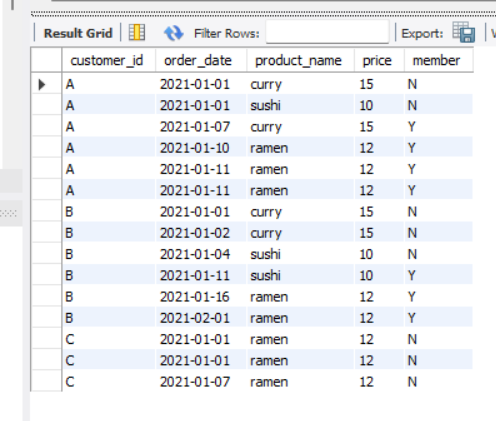 Result Grid Filter Rows: Export:
customer_id order_date product_name price member
A 2021-01-01 curry 15 N
A 2021-01-01 sushi 10 N
A 2021-01-07 curry 15 Y
A 2021-01-10 ramen 12 Y
A 2021-01-11 ramen 12 Y
A 2021-01-11 ramen 12 Y
B 2021-01-01 curry 15 N
B 2021-01-02 curry 15 N
B 2021-01-04 sushi 10 N
B 2021-01-11 sushi 10 Y
B 2021-01-16 ramen 12 Y
B 2021-02-01 ramen 12 Y
C 2021-01-01 ramen 12 N
C 2021-01-01 ramen 12 N
C 2021-01-07 ramen 12 N